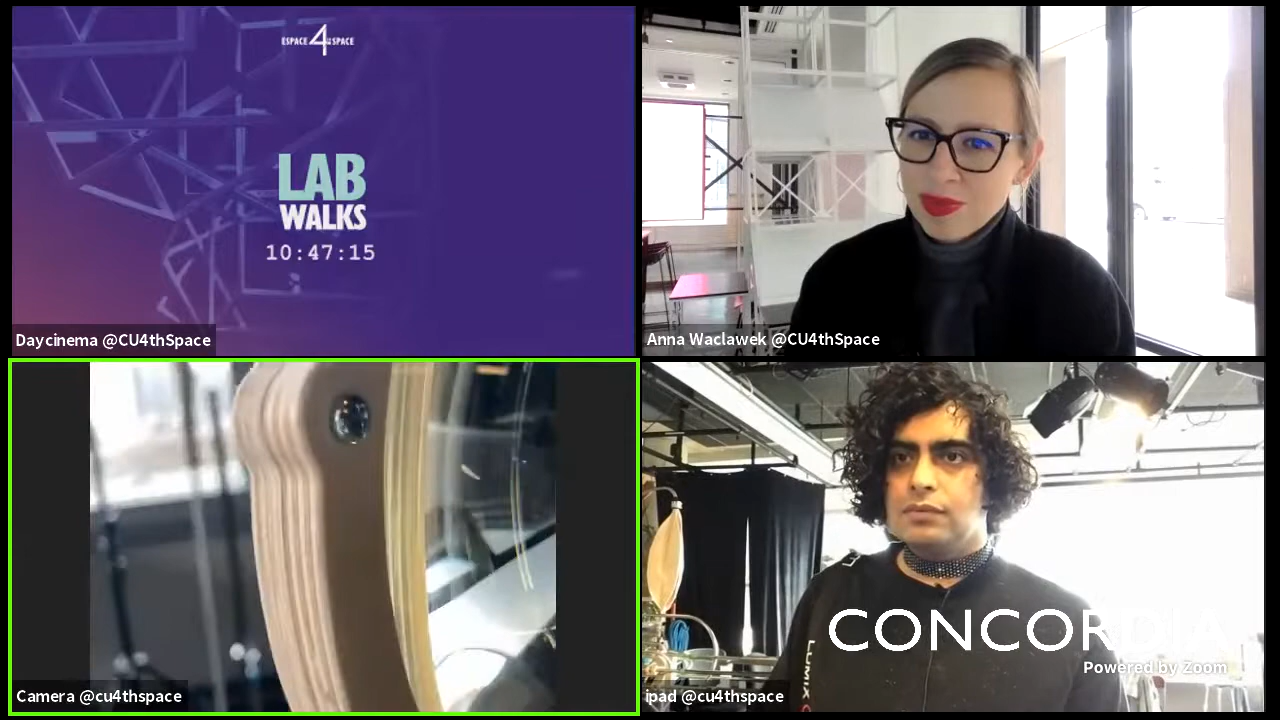 ESPACE 4 SPACE
LAB
WALKS
10:47:15
Daycinema @CU4thSpace
Anna Waclawek @CU4thSpace
Camera @cu4thspace
LUMIX
CONCORDIA
Powered by Zoom
ipad @cu4thspace